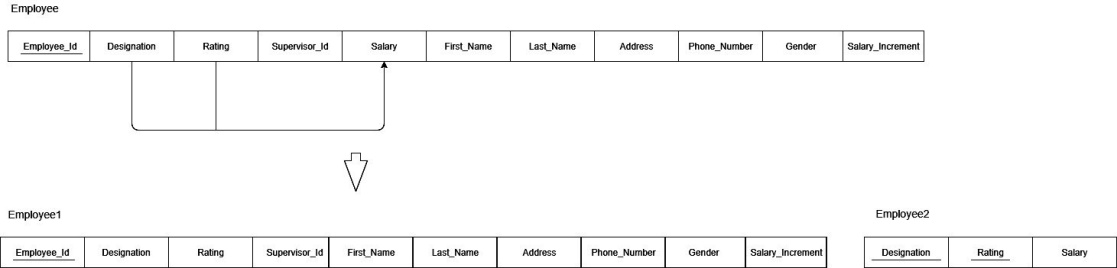 Employee
Employee_Id Designation Rating Supervisor_Id Salary First_Name Last_Name Address Phone_Number Gender Salary_Increment
Employee1 Employee2
Employee_Id Designation Rating Supervisor_Id First_Name Last_Name Address Phone_Number Gender Salary_Increment Designation Rating Salary